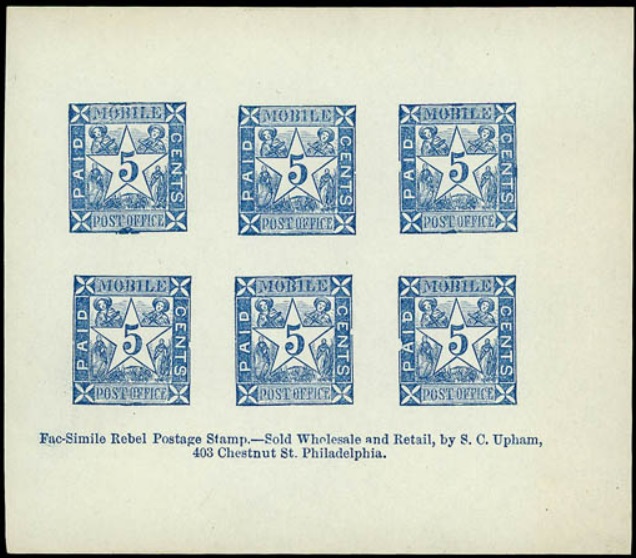 MOBILE MOBILE MOBILE
PAID 5 CENTS PAID 5 CENTS PAID 5 CENTS
POST OFFICE POST OFFICE POST OFFICE
MOBILE MOBILE MOBILE
PAID 5 CENTS PAID 5 CENTS PAID 5 CENTS
POST OFFICE POST OFFICE POST OFFICE
Fac-Simile Rebel Postage Stamp.—Sold Wholesale and Retail, by S. C. Upham,
403 Chestnut St. Philadelphia.